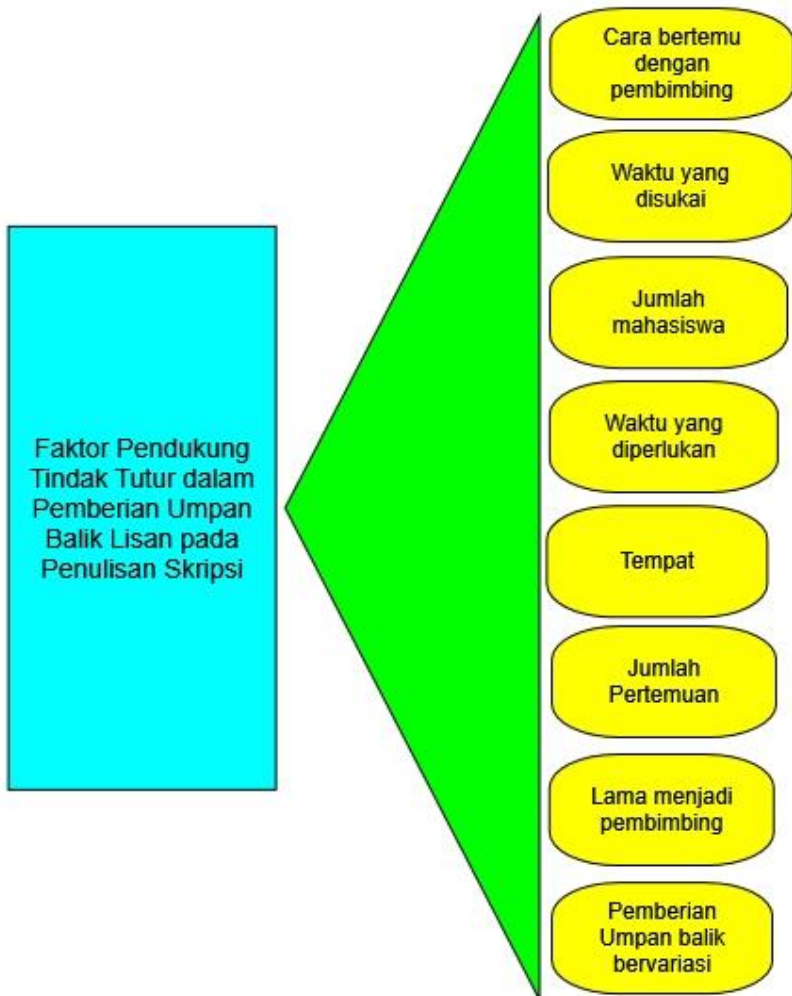 Faktor Pendukung
Tindak Tutur dalam
Pemberian Umpan
Balik Lisan pada
Penulisan Skripsi
Cara bertemu
dengan
pembimbing
Waktu yang
disukai
Jumlah
mahasiswa
Waktu yang
diperlukan
Tempat
Jumlah
Pertemuan
Lama menjadi
pembimbing
Pemberian
Umpan balik
bervariasi